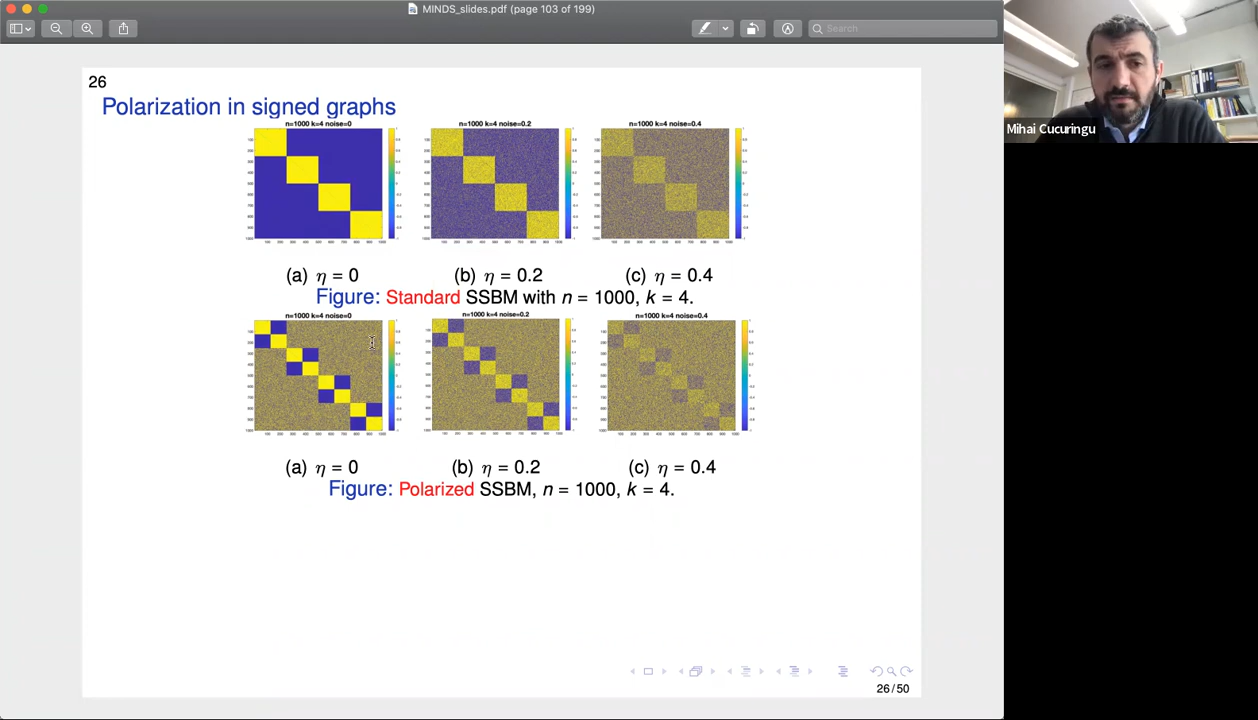 MINDS_slides.pdf (page 103 of 199)
Search
26
Polarization in signed graphs
n=1000 k=4 noise=0
n=1000 k=4 noise=0.2
n=1000 k=4 noise=0.4
(a) η = 0
(b) η = 0.2
(c) η = 0.4
Figure: Standard SSBM with n = 1000, k = 4.
n=1000 k=4 noise=0
n=1000 k=4 noise=0.2
n=1000 k=4 noise=0.4
(a) η = 0
(b) η = 0.2
(c) η = 0.4
Figure: Polarized SSBM, n = 1000, k = 4.
26/50
Mihai Cucuringu